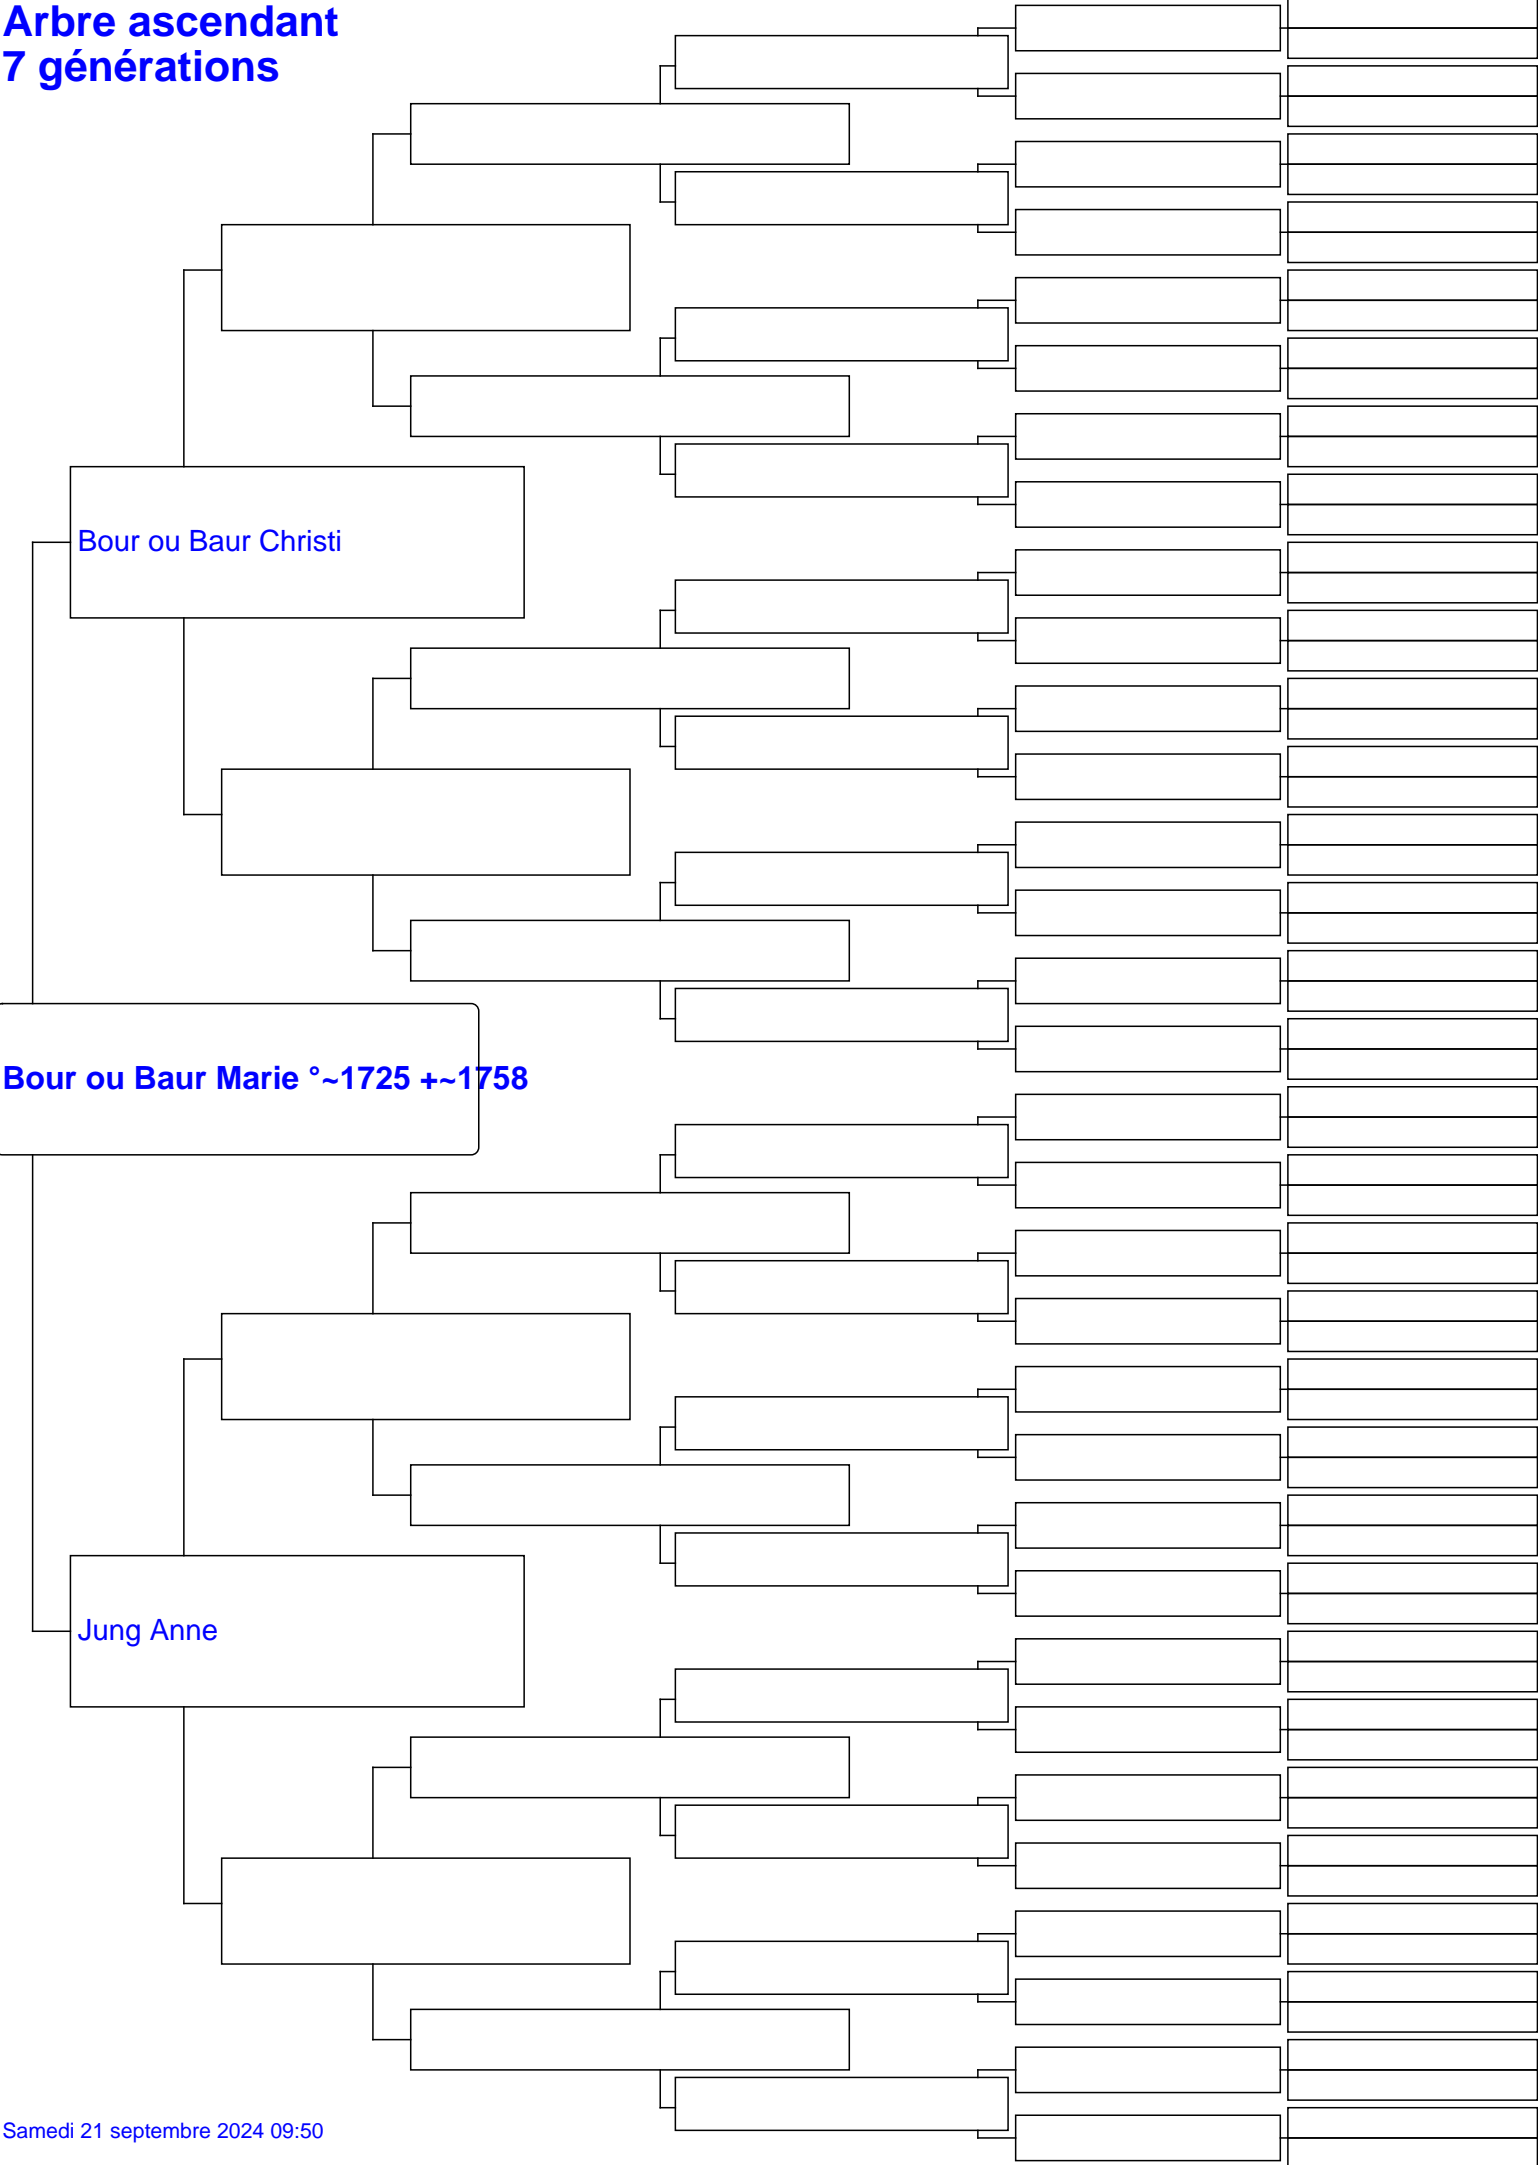 Arbre ascendant
7 générations
Bour ou Baur Christi
Bour ou Baur Marie °~1725 +~1758
Jung Anne
Samedi 21 septembre 2024 09:50